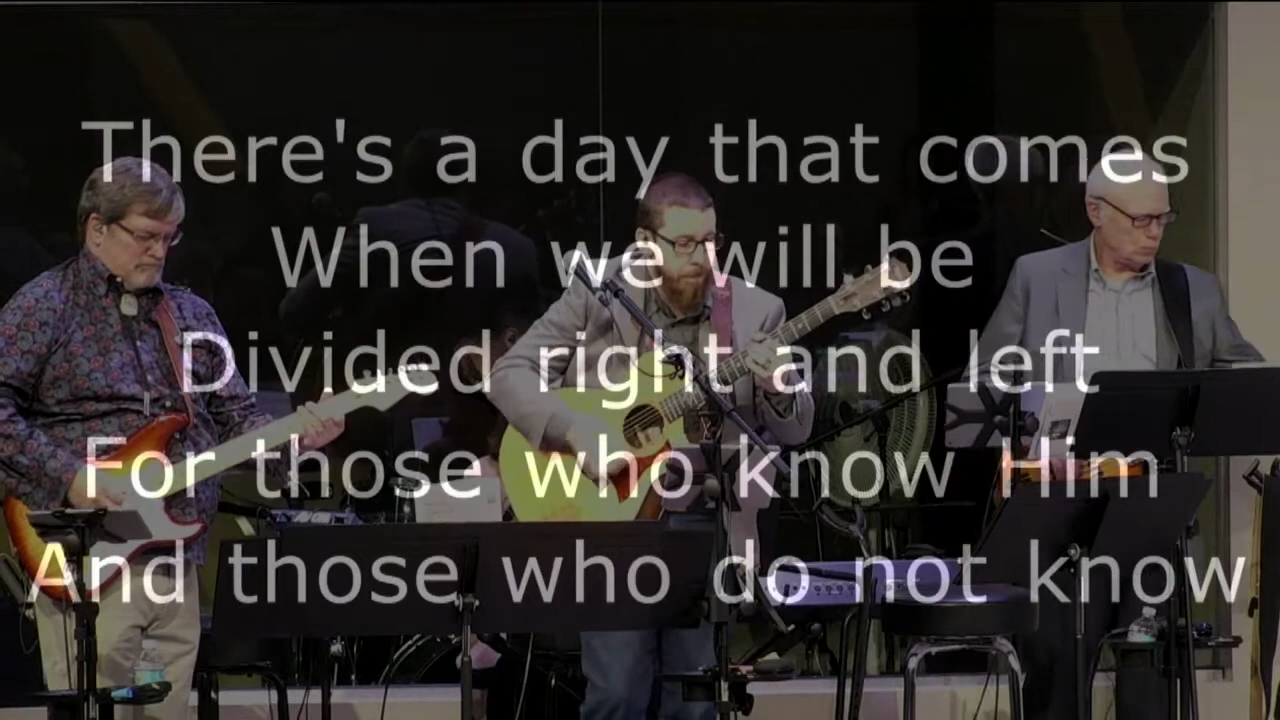 There's a day that comes
When we will be
Divided right and left
For those who know Him
And those who do not know